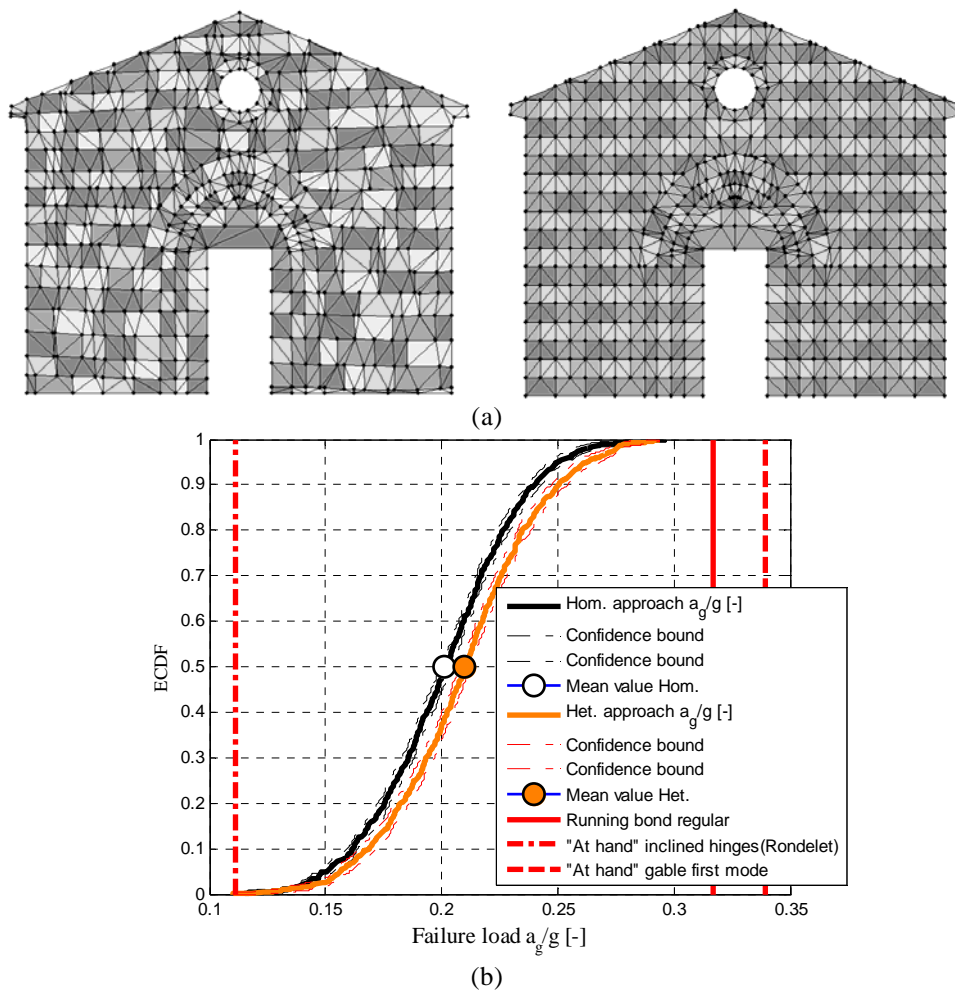 (a)
1
0.9
0.8
0.7
0.6
0.5
0.4
0.3
0.2
0.1
0
ECDF
0.1
0.15
0.2
0.25
0.3
0.35
Failure load a_g/g [-]
Hom. approach a_g/g [-]
Confidence bound
Confidence bound
Mean value Hom.
Het. approach a_g/g [-]
Confidence bound
Confidence bound
Mean value Het.
Running bond regular
"At hand" inclined hinges(Rondelet)
"At hand" gable first mode
(b)